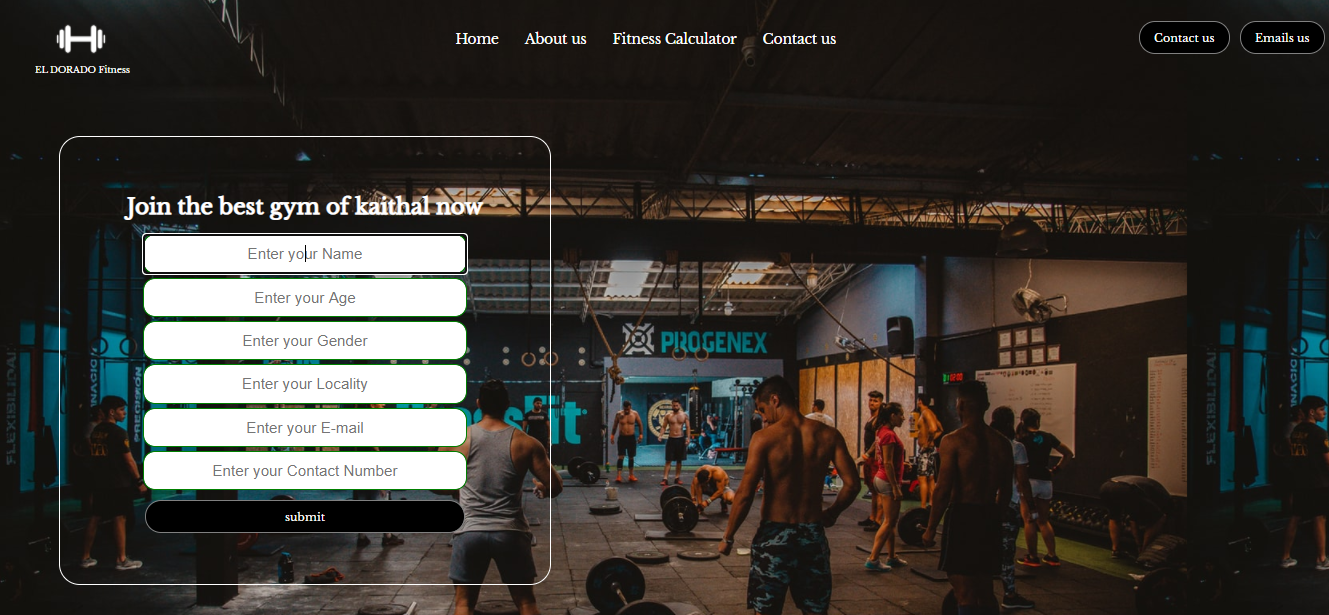 EL DORADO Fitness
Home About us Fitness Calculator Contact us
Contact us Emails us
Join the best gym of kaithal now
Enter your Name
Enter your Age
Enter your Gender
Enter your Locality
Enter your E-mail
Enter your Contact Number
submit
PROGENEX